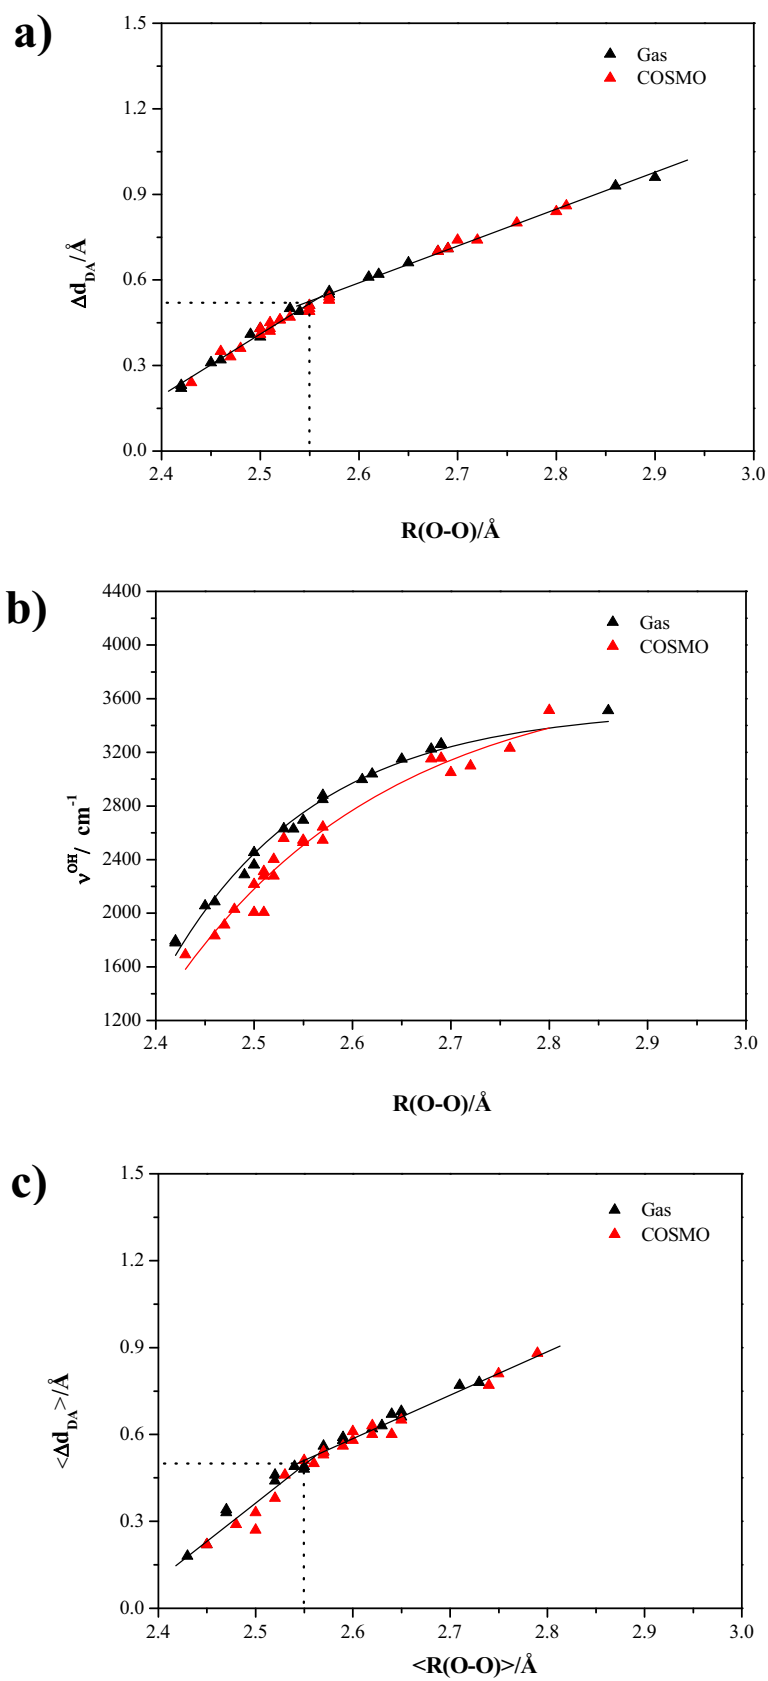 a)
1.5
1.2
0.9
0.6
0.3
0.0
Δd_DA/Å
Gas
COSMO
2.4 2.5 2.6 2.7 2.8 2.9 3.0
R(O-O)/Å
b)
4400
4000
3600
3200
2800
2400
2000
1600
1200
ν^OH/ cm^-1
Gas
COSMO
2.4 2.5 2.6 2.7 2.8 2.9 3.0
R(O-O)/Å
c)
1.5
1.2
0.9
0.6
0.3
0.0
<Δd_DA>/Å
Gas
COSMO
2.4 2.5 2.6 2.7 2.8 2.9 3.0
<R(O-O)>/Å